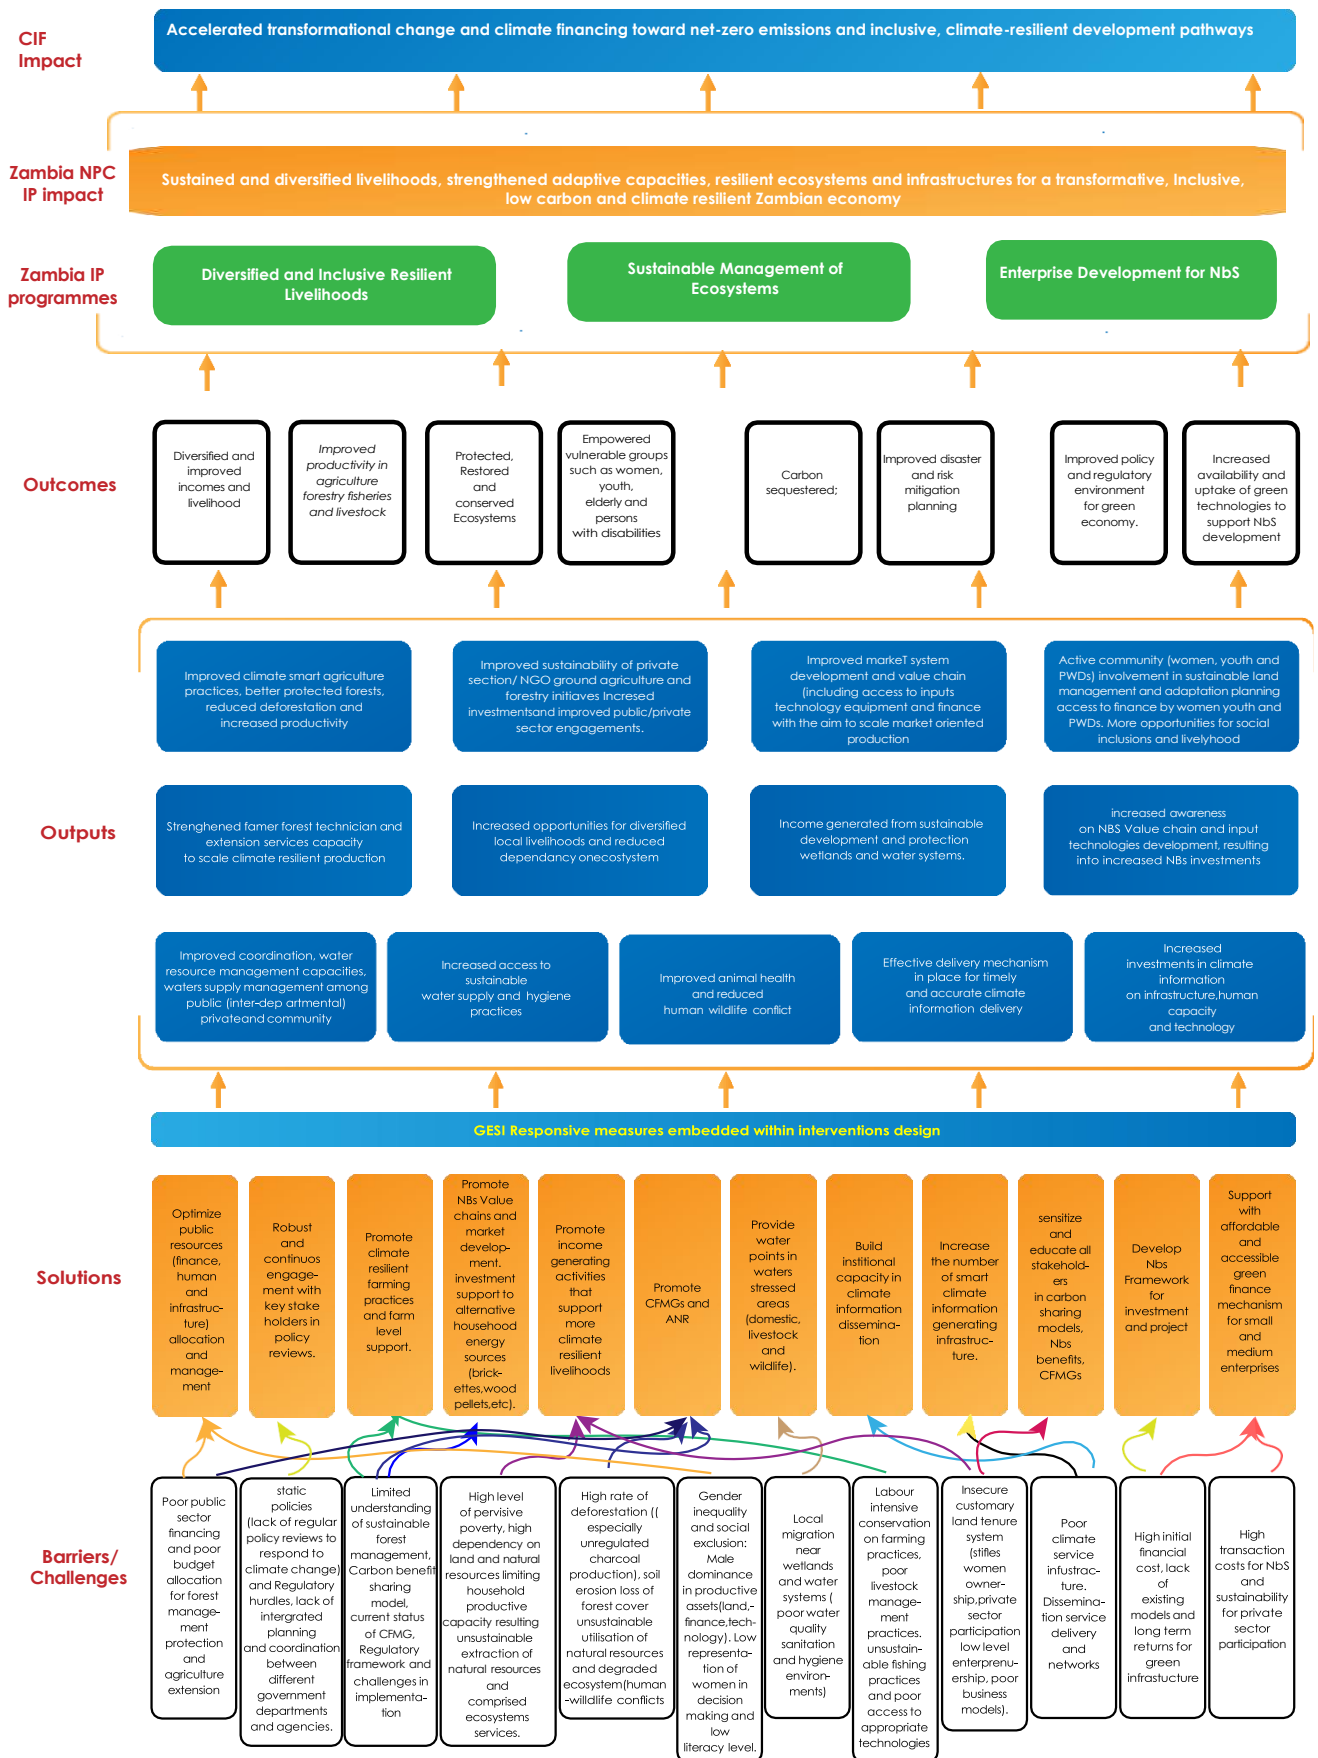 CIF
Impact
Accelerated transformational change and climate financing toward net-zero emissions and inclusive, climate-resilient development pathways
Zambia NPC
IP impact
Sustained and diversified livelihoods, strengthened adaptive capacities, resilient ecosystems and infrastructures for a transformative, Inclusive,
low carbon and climate resilient Zambian economy
Zambia IP
programmes
Diversified and Inclusive Resilient
Livelihoods
Sustainable Management of
Ecosystems
Enterprise Development for NbS
Outcomes
Diversified and
improved
incomes and
livelihood
Improved
productivity in
agriculture
forestry fisheries
and livestock
Protected,
Restored
and
conserved
Ecosystems
Empowered
vulnerable groups
such as women,
youth,
elderly and
persons
with disabilities
Carbon
sequestered;
Improved disaster
and risk
mitigation
planning
Improved policy
and regulatory
environment
for green
economy.
Increased
availability and
uptake of green
technologies to
support NbS
development
Outputs
Improved climate smart agriculture
practices, better protected forests,
reduced deforestation and
increased productivity
Improved sustainability of private
section/ NGO ground agriculture and
forestry initiaves Incresed
investmentsand improved public/private
sector engagements.
Improved markeT system
development and value chain
(including access to inputs
technology equipment and finance
with the aim to scale market oriented
production
Active community (women, youth and
PWDs) involvement in sustainable land
management and adaptation planning
access to finance by women youth and
PWDs. More opportunities for social
inclusions and livelyhood
Strengthened famer forest technician and
extension services capacity
to scale climate resilient production
Increased opportunities for diversified
local livelihoods and reduced
dependancy onecostystem
Income generated from sustainable
development and protection
wetlands and water systems.
increased awareness
on NBS Value chain and input
technologies development, resulting
into increased NBs investments
Improved coordination, water
resource management capacities,
waters supply management among
public (inter-dep artmental)
privateand community
Increased access to
sustainable
water supply and hygiene
practices
Improved animal health
and reduced
human wildlife conflict
Effective delivery mechanism
in place for timely
and accurate climate
information delivery
Increased
investments in climate
information
on infrastructure,human
capacity
and technology
GESI Responsive measures embedded within interventions design
Solutions
Optimize
public
resources
(finance,
human
and
infrastruc-
ture)
allocation
and
manage-
ment
Robust
and
continuos
engage-
ment with
key stake
holders in
policy
reviews.
Promote
climate
resilient
farming
practices
and farm
level
support.
Promote
NBs Value
chains and
market
develop-
ment.
investment
support to
alternative
househood
energy
sources
(brick-
ettes,wood
pellets,etc).
Promote
income
generating
activities
that
support
more
climate
resilient
livelihoods
Promote
CFMGs and
ANR
Provide
water
points in
waters
stressed
areas
(domestic,
livestock
and
wildlife).
Build
institional
capacity in
climate
information
dissemina-
tion
Increase
the number
of smart
climate
information
generating
infrastruc-
ture.
sensitize
and
educate all
stakehold-
ers
in carbon
sharing
models,
Nbs
benefits,
CFMGs
Develop
Nbs
Framework
for
investment
and project
Support
with
affordable
and
accessible
green
finance
mechanism
for small
and
medium
enterprises
Barriers/
Challenges
Poor public
sector
financing
and poor
budget
allocation
for forest
manage-
ment
protection
and
agriculture
extension
static
policies
(lack of regular
policy reviews to
respond to
climate change)
and Regulatory
hurdles, lack of
intergrated
planning
and coordination
between
different
government
departments
and agencies.
Limited
understanding
of sustainable
forest
management,
Carbon benefit
sharing
model,
current status
of CFMG,
Regulatory
framework and
challenges in
implementa-
tion
High level
of pervisive
poverty, high
dependency on
land and natural
resources limiting
household
productive
capacity resulting
unsustainable
extraction of
natural resources
and
comprised
ecosystems
services.
High rate of
deforestation ((
especially
unregulated
charcoal
production), soil
erosion loss of
forest cover
unsustainable
utilisation of
natural resources
and degraded
ecosystem(human
-willdlife conflicts
Gender
inequality
and social
exclusion:
Male
dominance
in productive
assets(land,-
finance,tech-
nology). Low
representa-
tion of
women in
decision
making and
low
literacy level.
Local
migration
near
wetlands
and water
systems (
poor water
quality
sanitation
and hygiene
environ-
ments)
Labour
intensive
conservation
on farming
practices,
poor
livestock
manage-
ment
practices.
unsustain-
able fishing
practices
and poor
access to
appropriate
technologies
Insecure
customary
land tenure
system
(stifles
women
owner-
ship,private
sector
participation
low level
enterprenu-
ership, poor
business
models).
Poor
climate
service
infustrac-
ture.
Dissemina-
tion service
delivery
and
networks
High initial
financial
cost, lack
of
existing
models and
long term
returns for
green
infrastucture
High
transaction
costs for NbS
and
sustainability
for private
sector
participation